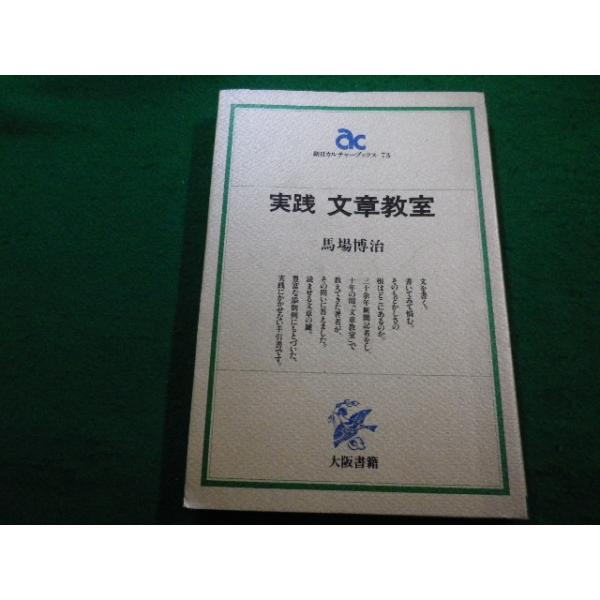 ac
朝日カルチャーブックス 73
実践 文章教室
馬場博治
文を書く。
書いてみて悩む。
そのもどかしさの
根はどこにあるのか。
三十余年新聞記者をし、
十年の間、「文章教室」で
教えてきた著者が、
その問いに答えました。
読ませる文章の鍵。
豊富な添削例にもとづいた、
実践にかかせない手引書です。
大阪書籍